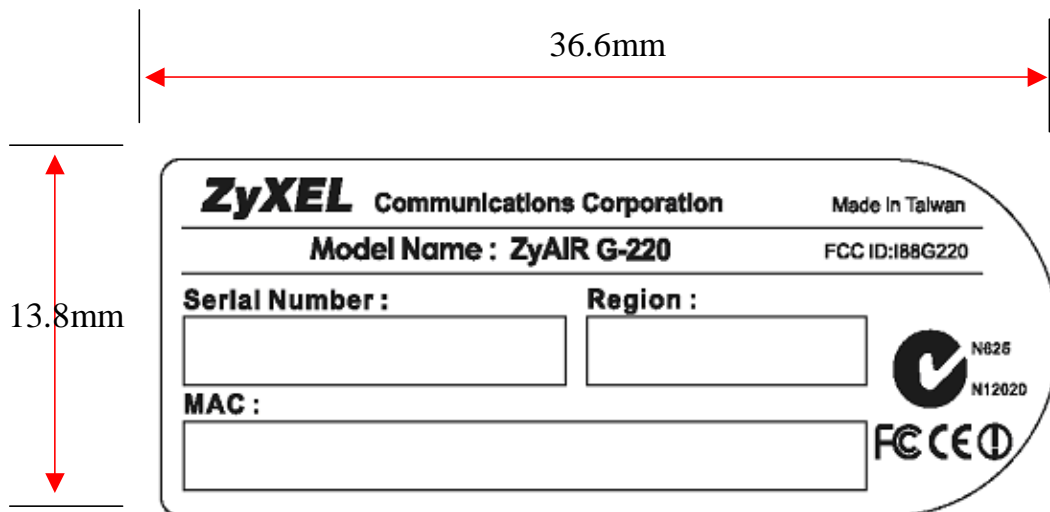 36.6mm
ZyXEL Communications Corporation Made in Taiwan
Model Name : ZyAIR G-220 FCC ID:I88G220
Serial Number : Region :
13.8mm
N625
MAC : N12020
FC CE